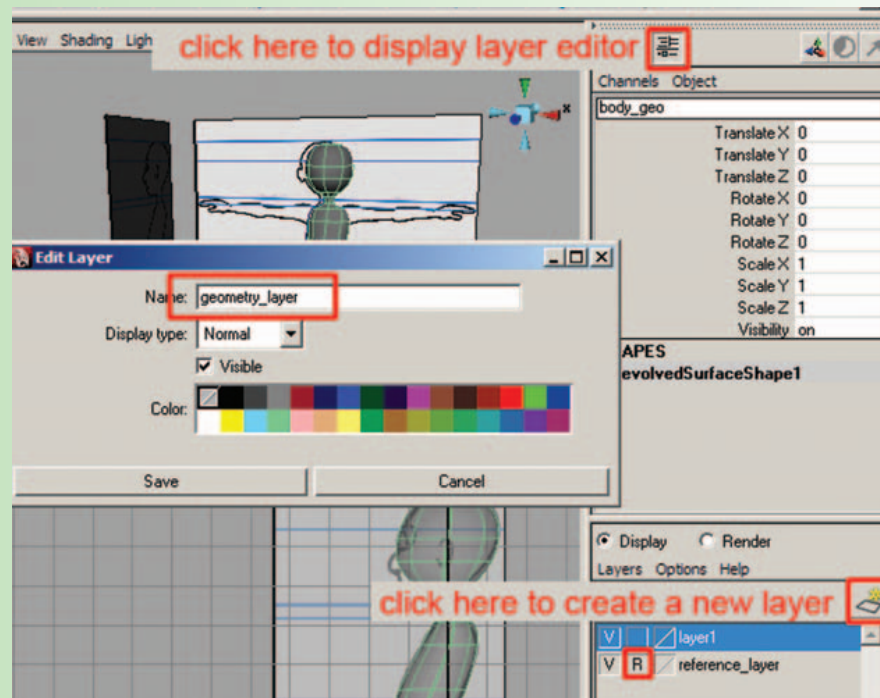 View Shading Ligh
click here to display layer editor
Channels Object
body_geo
Translate X 0
Translate Y 0
Translate Z 0
Rotate X 0
Rotate Y 0
Rotate Z 0
Scale X 1
Scale Y 1
Scale Z 1
Visibility on
APES
evolvedSurfaceShape1
x
Edit Layer
Name: geometry_layer
Display type: Normal
Visible
Color:
Save Cancel
Display Render
Layers Options Help
click here to create a new layer
V layer1
V R reference_layer